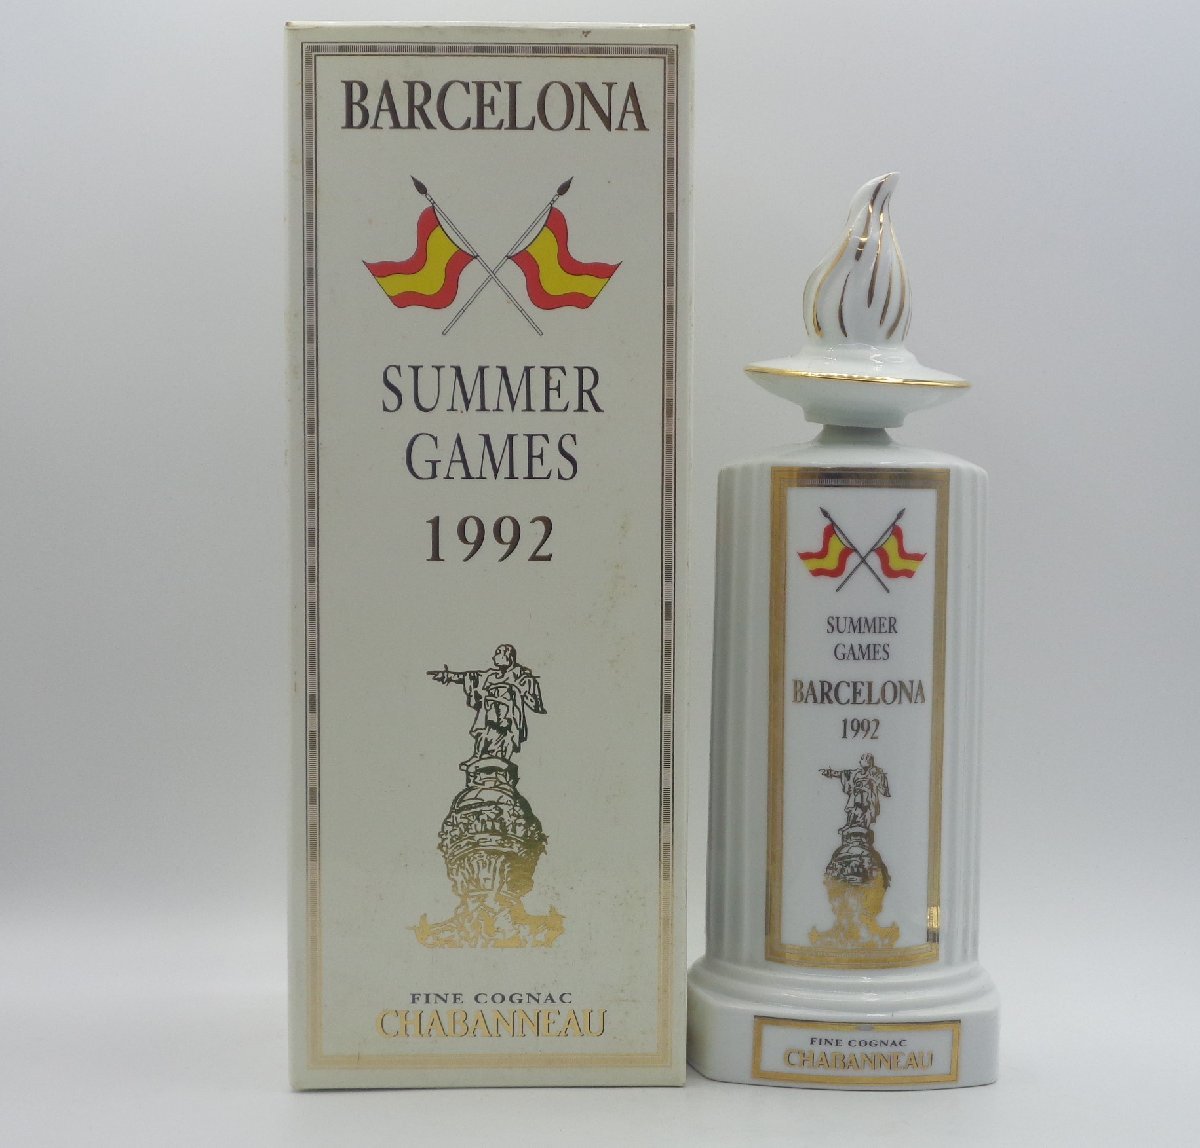 BARCELONA
SUMMER
GAMES
1992
FINE COGNAC
CHABANNEAU
SUMMER
GAMES
BARCELONA
1992
FINE COGNAC
CHABANNEAU